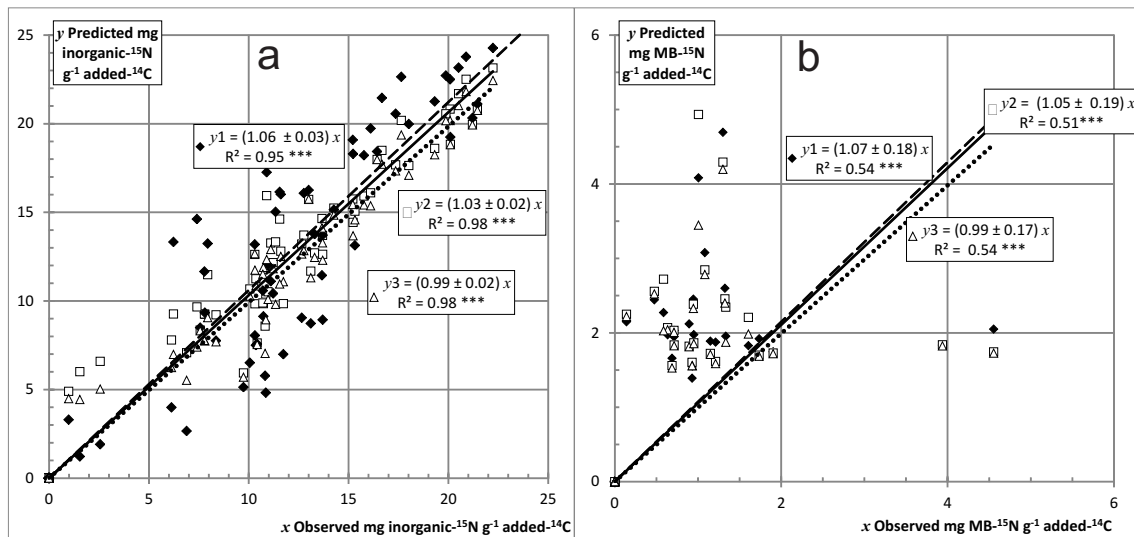 y Predicted mg
inorganic-¹⁵N
g⁻¹ added-¹⁴C
a
25
20
15
10
5
0
0 5 10 15 20 25
y1 = (1.06 ± 0.03) x
R² = 0.95 ***
y2 = (1.03 ± 0.02) x
R² = 0.98 ***
y3 = (0.99 ± 0.02) x
R² = 0.98 ***
x Observed mg inorganic-¹⁵N g⁻¹ added-¹⁴C
y Predicted
mg MB-¹⁵N
g⁻¹ added-¹⁴C
b
6
4
2
0
0 2 4 6
y1 = (1.07 ± 0.18) x
R² = 0.54 ***
y2 = (1.05 ± 0.19) x
R² = 0.51***
y3 = (0.99 ± 0.17) x
R² = 0.54 ***
x Observed mg MB-¹⁵N g⁻¹ added-¹⁴C